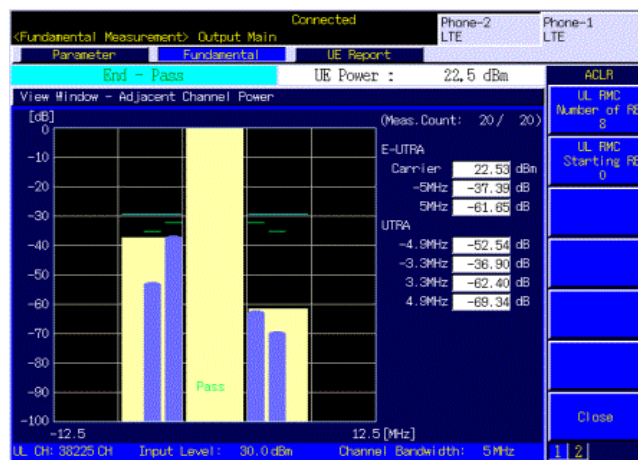 Connected
<Fundamental Measurement> Output Main
Phone-2
LTE
Phone-1
LTE
Parameter
Fundamental
UE Report
End - Pass
UE Power : 22.5 dBm
ACLR
View Window - Adjacent Channel Power
UL RMC
Number of RB
8
UL RMC
Starting RB
0
Close
1 2
[dB]
(Meas.Count: 20/ 20)
0
-10
-20
-30
-40
-50
-60
-70
-80
-90
-100
E-UTRA
Carrier 22.53 dBm
-5MHz -37.39 dB
5MHz -61.65 dB
UTRA
-4.9MHz -52.54 dB
-3.3MHz -36.90 dB
3.3MHz -62.40 dB
4.9MHz -69.34 dB
Pass
-12.5
12.5 [MHz]
UL CH: 38225 CH Input Level: 30.0 dBm Channel Bandwidth: 5 MHz